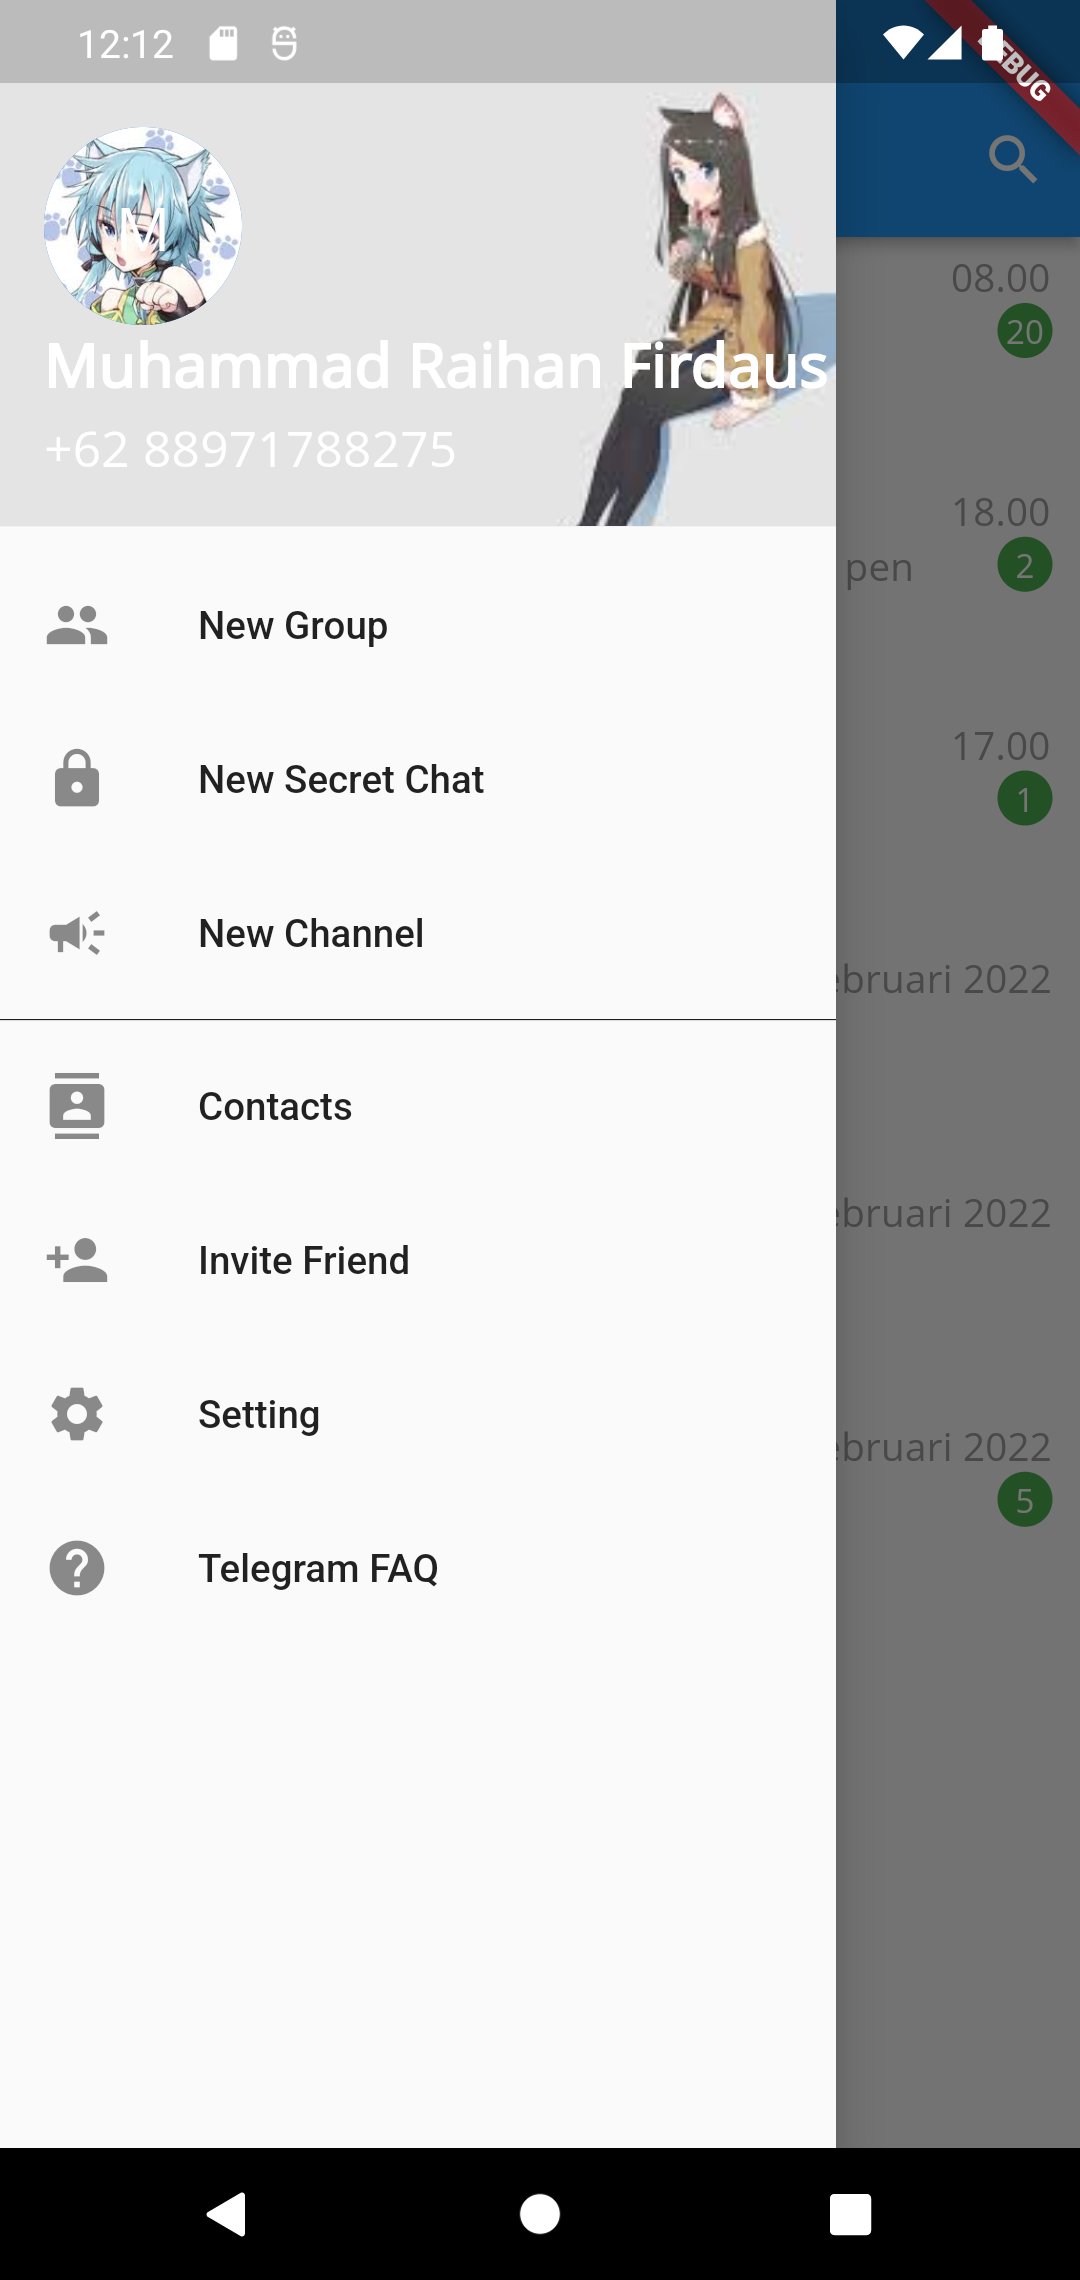 12:12
DEBUG
M
Muhammad Raihan Firdaus
+62 88971788275
08.00
20
18.00
pen
2
17.00
1
ebruari 2022
ebruari 2022
ebruari 2022
5
New Group
New Secret Chat
New Channel
Contacts
Invite Friend
Setting
Telegram FAQ